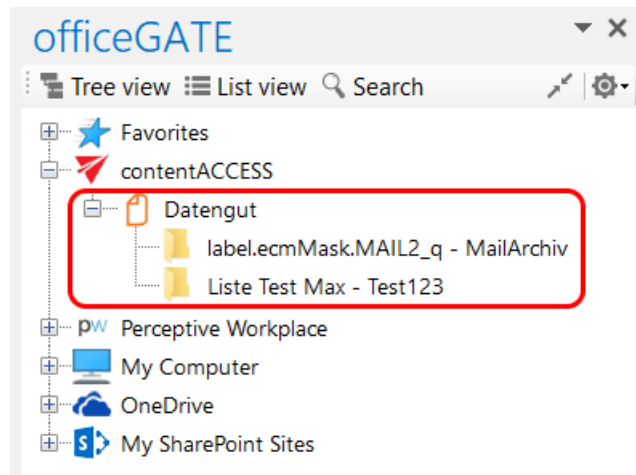 officeGATE
Tree view List view Search
Favorites
contentACCESS
Datengut
label.ecmMask.MAIL2_q - MailArchiv
Liste Test Max - Test123
pw Perceptive Workplace
My Computer
OneDrive
S My SharePoint Sites